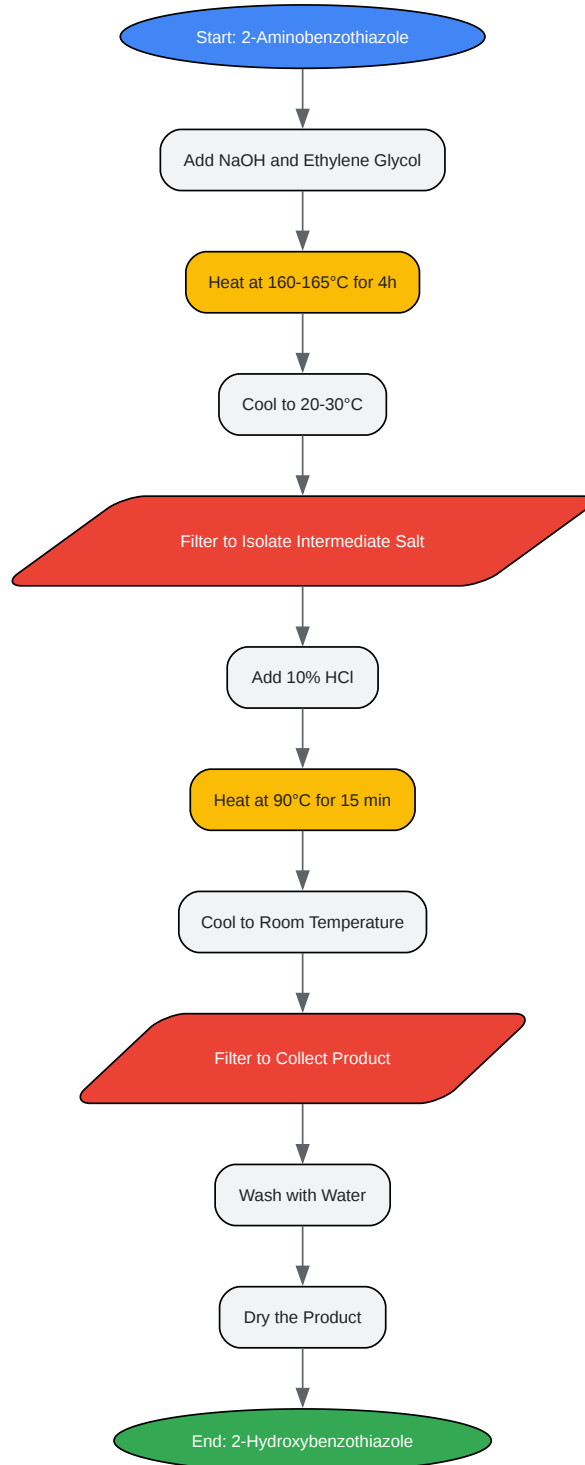 Start: 2-Aminobenzothiazole
Add NaOH and Ethylene Glycol
Heat at 160-165°C for 4h
Cool to 20-30°C
Filter to Isolate Intermediate Salt
Add 10% HCl
Heat at 90°C for 15 min
Cool to Room Temperature
Filter to Collect Product
Wash with Water
Dry the Product
End: 2-Hydroxybenzothiazole